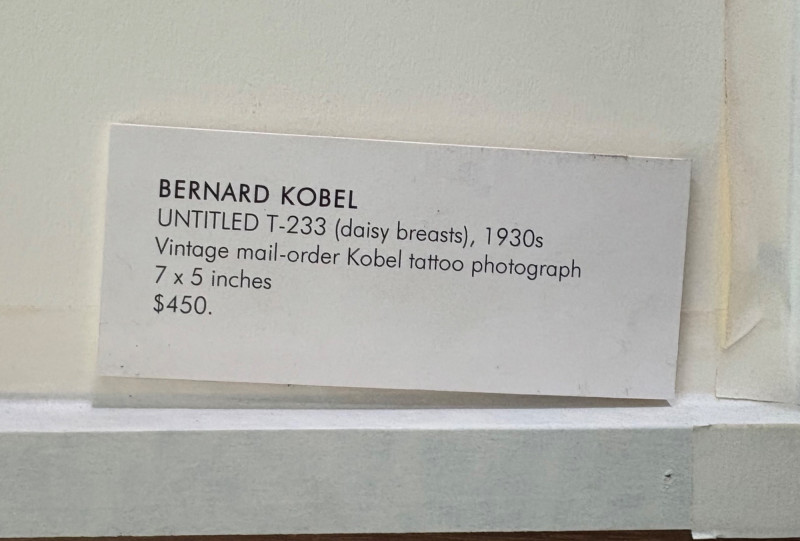 BERNARD KOBEL
UNTITLED T-233 (daisy breasts), 1930s
Vintage mail-order Kobel tattoo photograph
7 x 5 inches
$450.